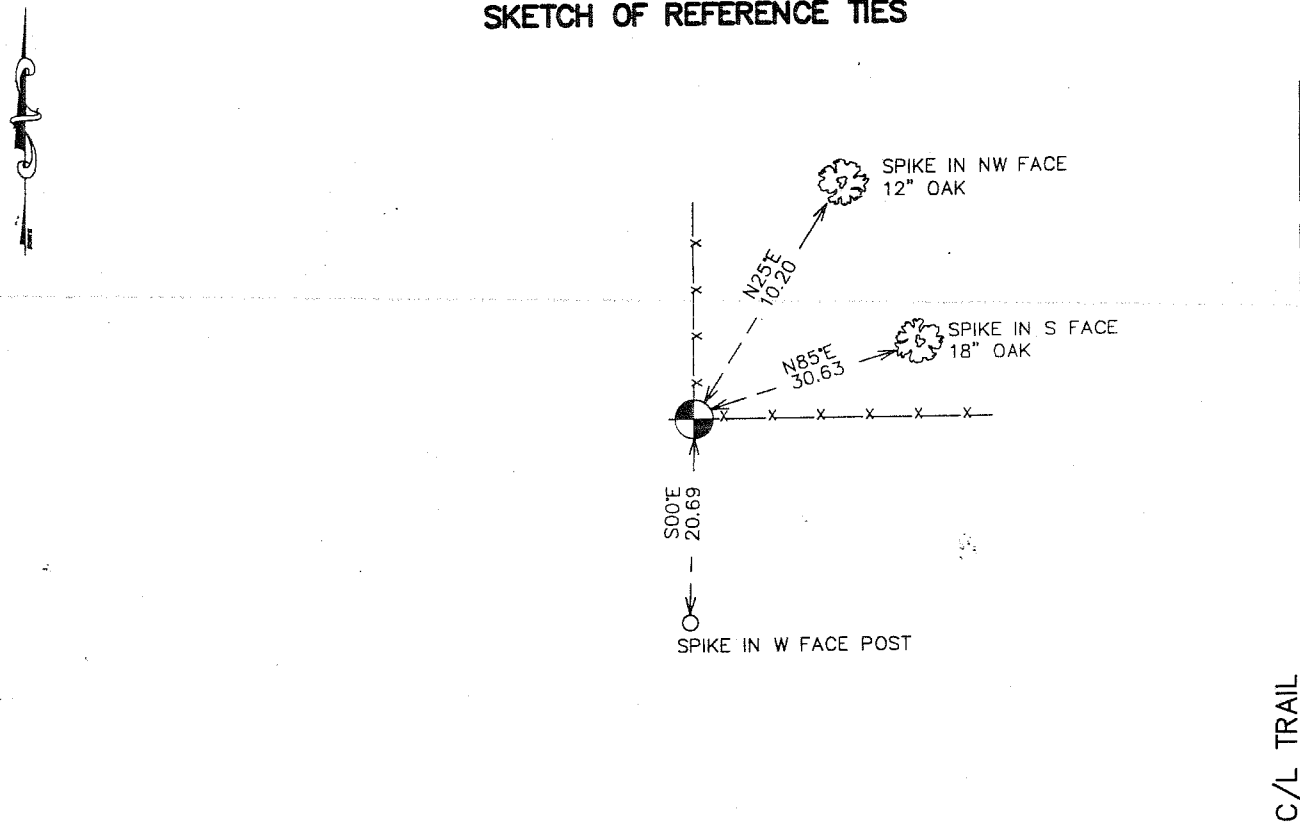 SKETCH OF REFERENCE TIES
SPIKE IN NW FACE
12" OAK
N25°E
10.20
SPIKE IN S FACE
18" OAK
N85°E
30.63
S00°E
20.69
SPIKE IN W FACE POST
C/L TRAIL